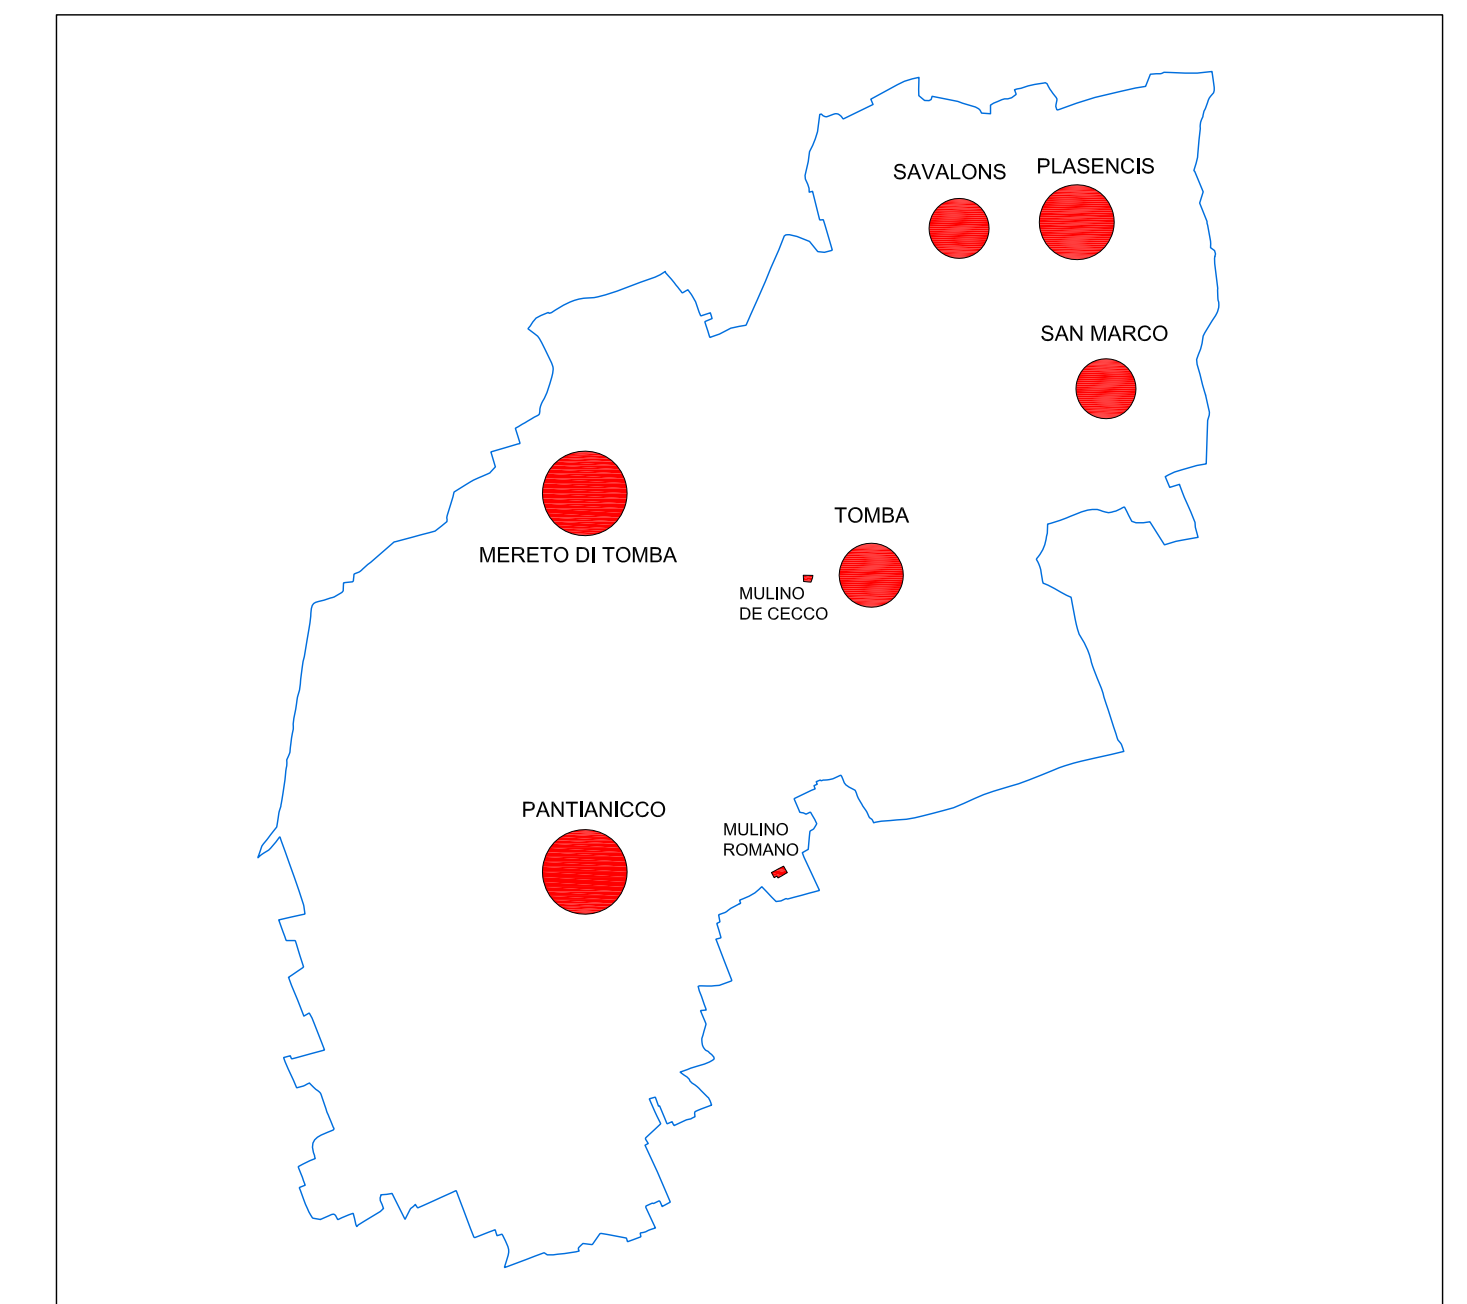 SAVALONS
PLASENCIS
SAN MARCO
TOMBA
MERETO DI TOMBA
MULINO
DE CECCO
PANTIANICCO
MULINO
ROMANO